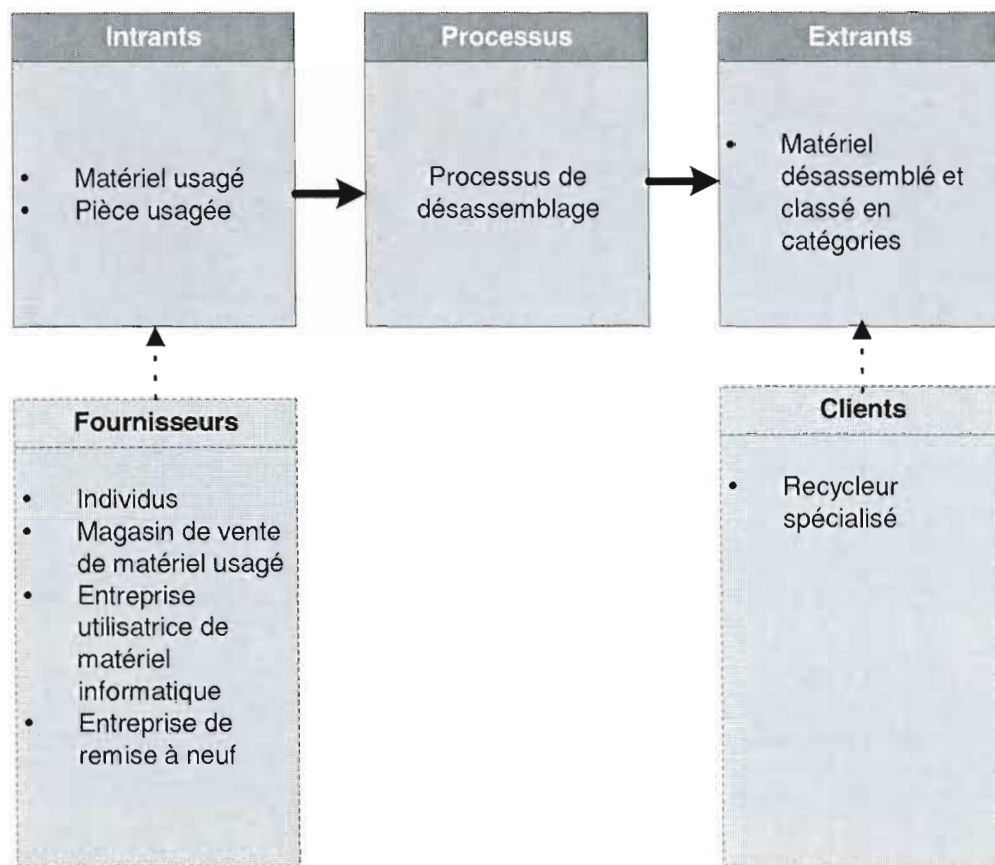 Intrants
Matériel usagé
Pièce usagée
Processus
Processus de
désassemblage
Extrants
Matériel
désassemblé et
classé en
catégories
Fournisseurs
Individus
Magasin de vente
de matériel usagé
Entreprise
utilisatrice de
matériel
informatique
Entreprise de
remise à neuf
Clients
Recycleur
spécialisé